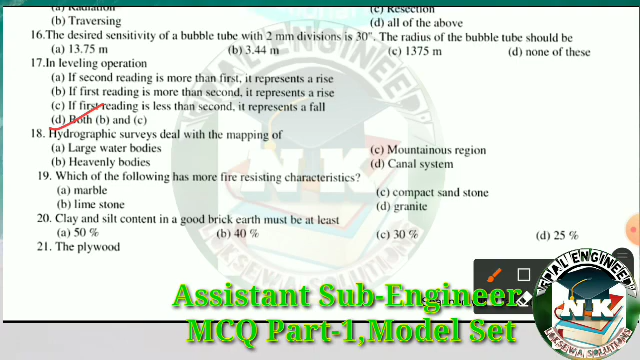 (a) Radiation
(c) Resection
(b) Traversing
(d) all of the above
16.The desired sensitivity of a bubble tube with 2 mm divisions is 30". The radius of the bubble tube should be
(a) 13.75 m (b) 3.44 m (c) 1375 m (d) none of these
17.In leveling operation
(a) If second reading is more than first, it represents a rise
(b) If first reading is more than second, it represents a rise
(c) If first reading is less than second, it represents a fall
(d) Both (b) and (c)
18. Hydrographic surveys deal with the mapping of
(a) Large water bodies (c) Mountainous region
(b) Heavenly bodies (d) Canal system
19. Which of the following has more fire resisting characteristics?
(a) marble (c) compact sand stone
(b) lime stone (d) granite
20. Clay and silt content in a good brick earth must be at least
(a) 50 % (b) 40 % (c) 30 % (d) 25 %
21. The plywood
Assistant Sub-Engineer
MCQ Part-1,Model Set
NK